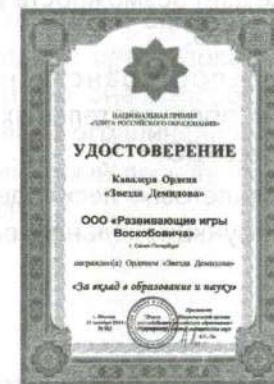 НАЦИОНАЛЬНАЯ ПРЕМИЯ
«ЭЛИТА РОССИЙСКОГО ОБРАЗОВАНИЯ»
УДОСТОВЕРЕНИЕ
Кавалера Ордена
«Звезда Демидова»
ООО «Развивающие игры
Воскобовича»
г. Санкт-Петербург
награжден(а) Орденом «Звезда Демидова»
«За вклад в образование и науку»
г. Москва